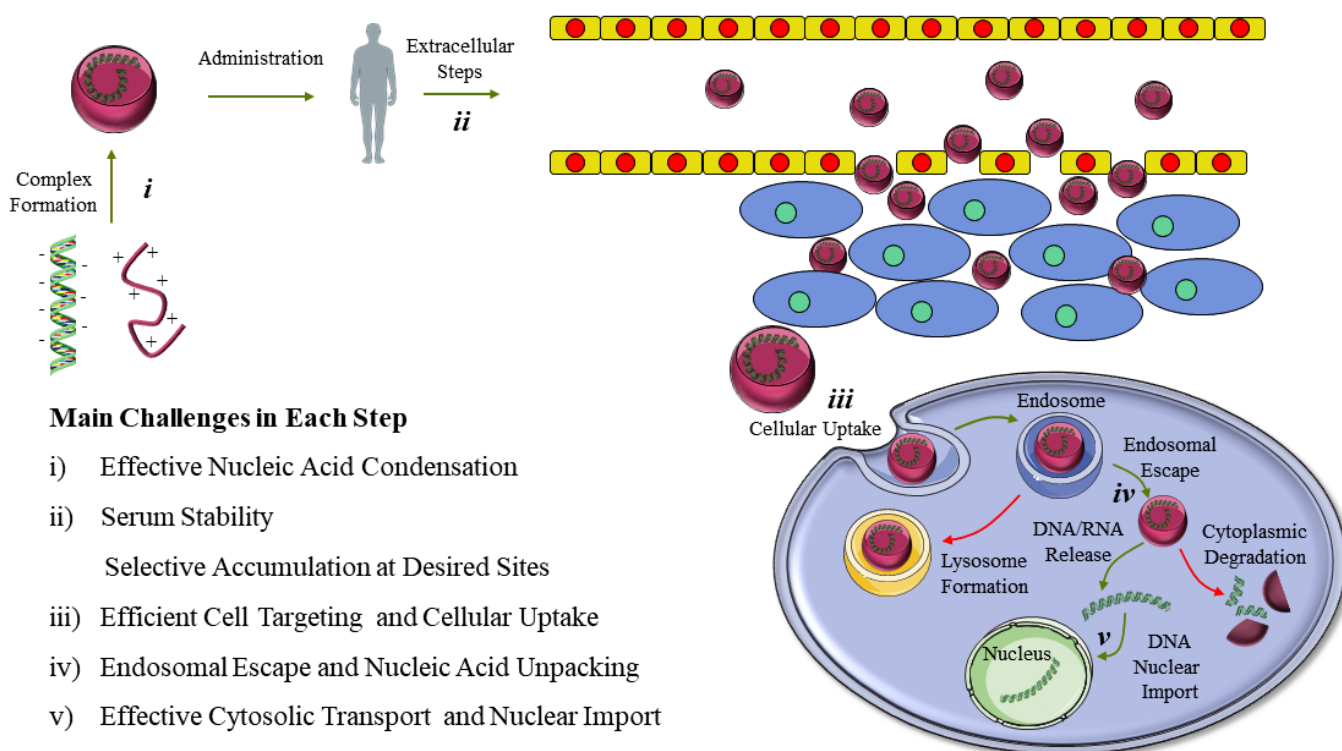 Administration
Extracellular
Steps
ii
Complex
Formation
i
- - - - - - - -
+ + + + + +
Main Challenges in Each Step
i) Effective Nucleic Acid Condensation
ii) Serum Stability
Selective Accumulation at Desired Sites
iii) Efficient Cell Targeting and Cellular Uptake
iv) Endosomal Escape and Nucleic Acid Unpacking
v) Effective Cytosolic Transport and Nuclear Import
iii
Cellular Uptake
Endosome
Endosomal
Escape
iv
DNA/RNA
Release
Cytoplasmic
Degradation
Lysosome
Formation
v
Nucleus
DNA
Nuclear
Import